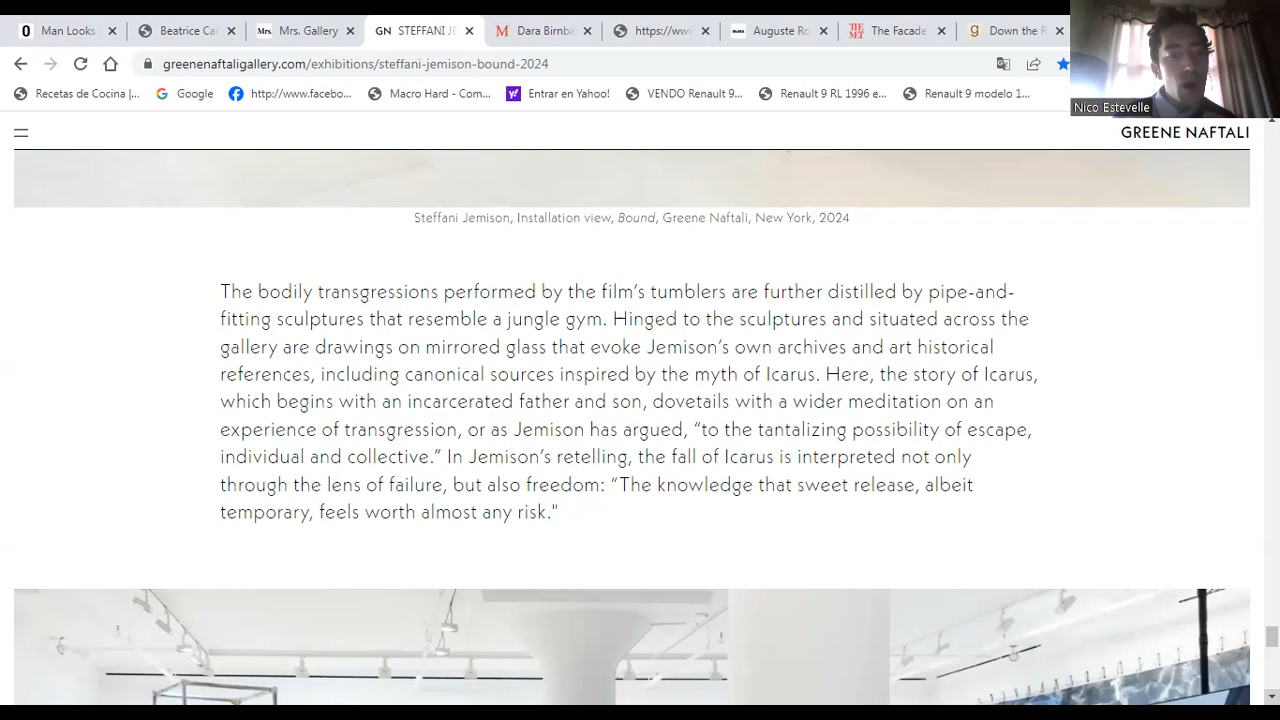 Man Looks
Beatrice Ca
Mrs. Mrs. Gallery
GN STEFFANI JE
Dara Birnba
https://ww
MoMA Auguste Ro
THE MET The Facade
Down the R
greenenaftaligallery.com/exhibitions/steffani-jemison-bound-2024
Recetas de Cocina |...
Google
http://www.facebo...
Macro Hard - Com...
Entrar en Yahoo!
VENDO Renault 9...
Renault 9 RL 1996 e...
Renault 9 modelo 1...
Nico Estevelle
GREENE NAFTALI
Steffani Jemison, Installation view, Bound, Greene Naftali, New York, 2024
The bodily transgressions performed by the film's tumblers are further distilled by pipe-and-
fitting sculptures that resemble a jungle gym. Hinged to the sculptures and situated across the
gallery are drawings on mirrored glass that evoke Jemison's own archives and art historical
references, including canonical sources inspired by the myth of Icarus. Here, the story of Icarus,
which begins with an incarcerated father and son, dovetails with a wider meditation on an
experience of transgression, or as Jemison has argued, “to the tantalizing possibility of escape,
individual and collective.” In Jemison's retelling, the fall of Icarus is interpreted not only
through the lens of failure, but also freedom: “The knowledge that sweet release, albeit
temporary, feels worth almost any risk."